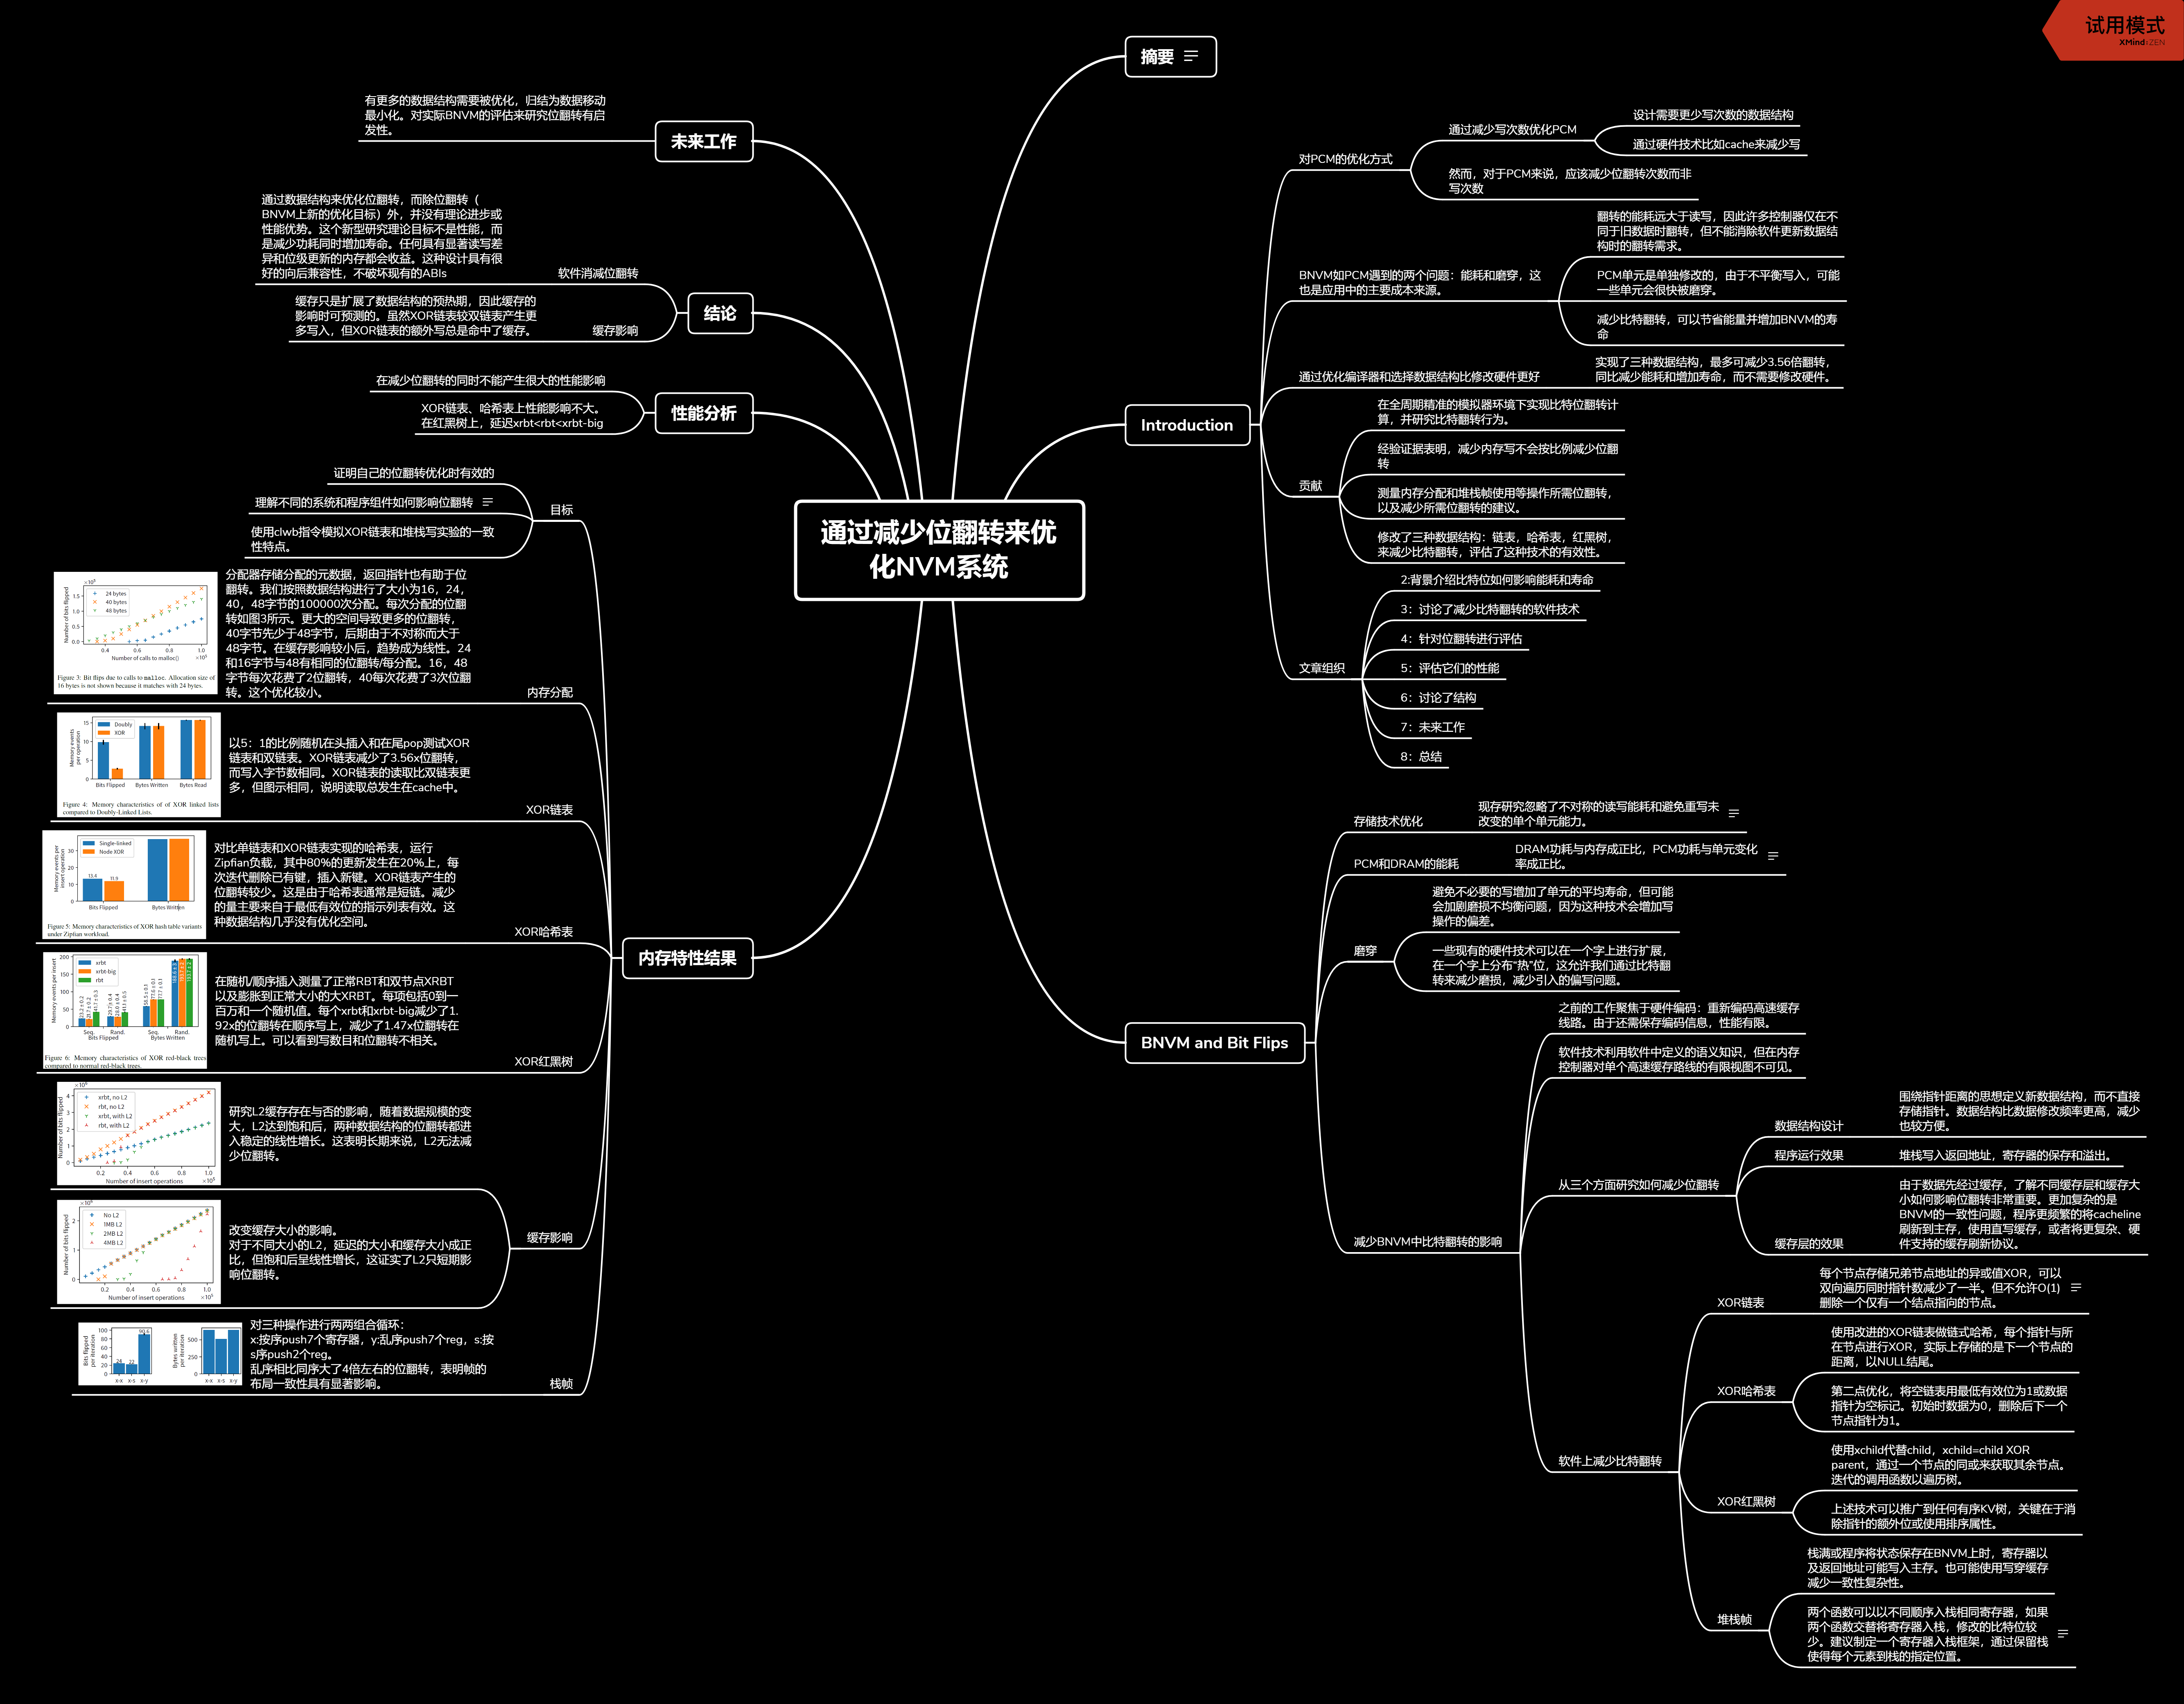 试用模式
XMind:ZEN
通过减少位翻转来优
化NVM系统
摘要
Introduction
对PCM的优化方式
通过减少写次数优化PCM
设计需要更少写次数的数据结构
通过硬件技术比如cache来减少写
然而，对于PCM来说，应该减少位翻转次数而非
写次数
BNVM如PCM遇到的两个问题：能耗和磨穿，这
也是应用中的主要成本来源。
翻转的能耗远大于读写，因此许多控制器仅在不
同于旧数据时翻转，但不能消除软件更新数据结
构时的翻转需求。
PCM单元是单独修改的，由于不平衡写入，可能
一些单元会很快被磨穿。
减少比特翻转，可以节省能量并增加BNVM的寿
命
通过优化编译器和选择数据结构比修改硬件更好
实现了三种数据结构，最多可减少3.56倍翻转，
同比减少能耗和增加寿命，而不需要修改硬件。
贡献
在全周期精准的模拟器环境下实现比特位翻转计
算，并研究比特翻转行为。
经验证据表明，减少内存写不会按比例减少位翻
转
测量内存分配和堆栈帧使用等操作所需位翻转，
以及减少所需位翻转的建议。
修改了三种数据结构：链表，哈希表，红黑树，
来减少比特翻转，评估了这种技术的有效性。
文章组织
2:背景介绍比特位如何影响能耗和寿命
3：讨论了减少比特翻转的软件技术
4：针对位翻转进行评估
5：评估它们的性能
6：讨论了结构
7：未来工作
8：总结
BNVM and Bit Flips
存储技术优化
现存研究忽略了不对称的读写能耗和避免重写未
改变的单个单元能力。
PCM和DRAM的能耗
DRAM功耗与内存成正比，PCM功耗与单元变化
率成正比。
磨穿
避免不必要的写增加了单元的平均寿命，但可能
会加剧磨损不均衡问题，因为这种技术会增加写
操作的偏差。
一些现有的硬件技术可以在一个字上进行扩展，
在一个字上分布“热”位，这允许我们通过比特翻
转来减少磨损，减少引入的偏写问题。
减少BNVM中比特翻转的影响
之前的工作聚焦于硬件编码：重新编码高速缓存
线路。由于还需保存编码信息，性能有限。
软件技术利用软件中定义的语义知识，但在内存
控制器对单个高速缓存路线的有限视图不可见。
从三个方面研究如何减少位翻转
数据结构设计
围绕指针距离的思想定义新数据结构，而不直接
存储指针。数据结构比数据修改频率更高，减少
也较方便。
程序运行效果
堆栈写入返回地址，寄存器的保存和溢出。
缓存层的效果
由于数据先经过缓存，了解不同缓存层和缓存大
小如何影响位翻转非常重要。更加复杂的是
BNVM的一致性问题，程序更频繁的将cacheline
刷新到主存，使用直写缓存，或者将更复杂、硬
件支持的缓存刷新协议。
软件上减少比特翻转
XOR链表
每个节点存储兄弟节点地址的异或值XOR，可以
双向遍历同时指针数减少了一半。但不允许O(1)
删除一个仅有一个结点指向的节点。
XOR哈希表
使用改进的XOR链表做链式哈希，每个指针与所
在节点进行XOR，实际上存储的是下一个节点的
距离，以NULL结尾。
第二点优化，将空链表用最低有效位为1或数据
指针为空标记。初始时数据为0，删除后下一个
节点指针为1。
XOR红黑树
使用xchild代替child，xchild=child XOR
parent，通过一个节点的同或来获取其余节点。
迭代的调用函数以遍历树。
上述技术可以推广到任何有序KV树，关键在于消
除指针的额外位或使用排序属性。
堆栈帧
栈满或程序将状态保存在BNVM上时，寄存器以
及返回地址可能写入主存。也可能使用写穿缓存
减少一致性复杂性。
两个函数可以以不同顺序入栈相同寄存器，如果
两个函数交替将寄存器入栈，修改的比特位较
少。建议制定一个寄存器入栈框架，通过保留栈
使得每个元素到栈的指定位置。
未来工作
有更多的数据结构需要被优化，归结为数据移动
最小化。对实际BNVM的评估来研究位翻转有启
发性。
结论
软件消减位翻转
通过数据结构来优化位翻转，而除位翻转（
BNVM上新的优化目标）外，并没有理论进步或
性能优势。这个新型研究理论目标不是性能，而
是减少功耗同时增加寿命。任何具有显著读写差
异和位级更新的内存都会收益。这种设计具有很
好的向后兼容性，不破坏现有的ABIs
缓存影响
缓存只是扩展了数据结构的预热期，因此缓存的
影响时可预测的。虽然XOR链表较双链表产生更
多写入，但XOR链表的额外写总是命中了缓存。
性能分析
在减少位翻转的同时不能产生很大的性能影响
XOR链表、哈希表上性能影响不大。
在红黑树上，延迟xrbt<rbt<xrbt-big
内存特性结果
目标
证明自己的位翻转优化时有效的
理解不同的系统和程序组件如何影响位翻转
使用clwb指令模拟XOR链表和堆栈写实验的一致
性特点。
内存分配
分配器存储分配的元数据，返回指针也有助于位
翻转。我们按照数据结构进行了大小为16，24，
40，48字节的100000次分配。每次分配的位翻
转如图3所示。更大的空间导致更多的位翻转，
40字节先少于48字节，后期由于不对称而大于
48字节。在缓存影响较小后，趋势成为线性。24
和16字节与48有相同的位翻转/每分配。16，48
字节每次花费了2位翻转，40每次花费了3次位翻
转。这个优化较小。
×10⁵
24 bytes
40 bytes
48 bytes
Number of bits flipped
1.5
1.0
0.5
0.0
0.4 0.6 0.8 1.0
Number of calls to malloc() ×10⁵
Figure 3: Bit flips due to calls to malloc. Allocation size of
16 bytes is not shown because it matches with 24 bytes.
XOR链表
以5：1的比例随机在头插入和在尾pop测试XOR
链表和双链表。XOR链表减少了3.56x位翻转，
而写入字节数相同。XOR链表的读取比双链表更
多，但图示相同，说明读取总发生在cache中。
Doubly
XOR
Memory events
per operation
15
10
5
0
Bits Flipped Bytes Written Bytes Read
Figure 4: Memory characteristics of of XOR linked lists
compared to Doubly-Linked Lists.
XOR哈希表
对比单链表和XOR链表实现的哈希表，运行
Zipfian负载，其中80%的更新发生在20%上，每
次迭代删除已有键，插入新键。XOR链表产生的
位翻转较少。这是由于哈希表通常是短链。减少
的量主要来自于最低有效位的指示列表有效。这
种数据结构几乎没有优化空间。
Single-linked
Node XOR
Memory events per
insert operation
30
20
10
0
13.4 11.9
Bits Flipped Bytes Written
Figure 5: Memory characteristics of XOR hash table variants
under Zipfian workload.
XOR红黑树
在随机/顺序插入测量了正常RBT和双节点XRBT
以及膨胀到正常大小的大XRBT。每项包括0到一
百万和一个随机值。每个xrbt和xrbt-big减少了1.
92x的位翻转在顺序写上，减少了1.47x位翻转在
随机写上。可以看到写数目和位翻转不相关。
xrbt
xrbt-big
rbt
Memory events per insert
200
150
100
50
0
Seq. Rand. Seq. Rand.
Bits Flipped Bytes Written
Figure 6: Memory characteristics of XOR red-black trees
compared to normal red-black trees.
缓存影响
研究L2缓存存在与否的影响，随着数据规模的变
大，L2达到饱和后，两种数据结构的位翻转都进
入稳定的线性增长。这表明长期来说，L2无法减
少位翻转。
×10⁶
xrbt, no L2
rbt, no L2
xrbt, with L2
rbt, with L2
Number of bits flipped
4
3
2
1
0
0.2 0.4 0.6 0.8 1.0
Number of insert operations ×10⁵
改变缓存大小的影响。
对于不同大小的L2，延迟的大小和缓存大小成正
比，但饱和后呈线性增长，这证实了L2只短期影
响位翻转。
×10⁶
No L2
1MB L2
2MB L2
4MB L2
Number of bits flipped
2
1
0
0.2 0.4 0.6 0.8 1.0
Number of insert operations ×10⁵
栈帧
对三种操作进行两两组合循环：
x:按序push7个寄存器，y:乱序push7个reg，s:按
s序push2个reg。
乱序相比同序大了4倍左右的位翻转，表明帧的
布局一致性具有显著影响。
Bits flipped
per iteration
100
80
60
40
20
0
24 22
x-x x-s x-y
Bytes written
per iteration
500
250
0
x-x x-s x-y